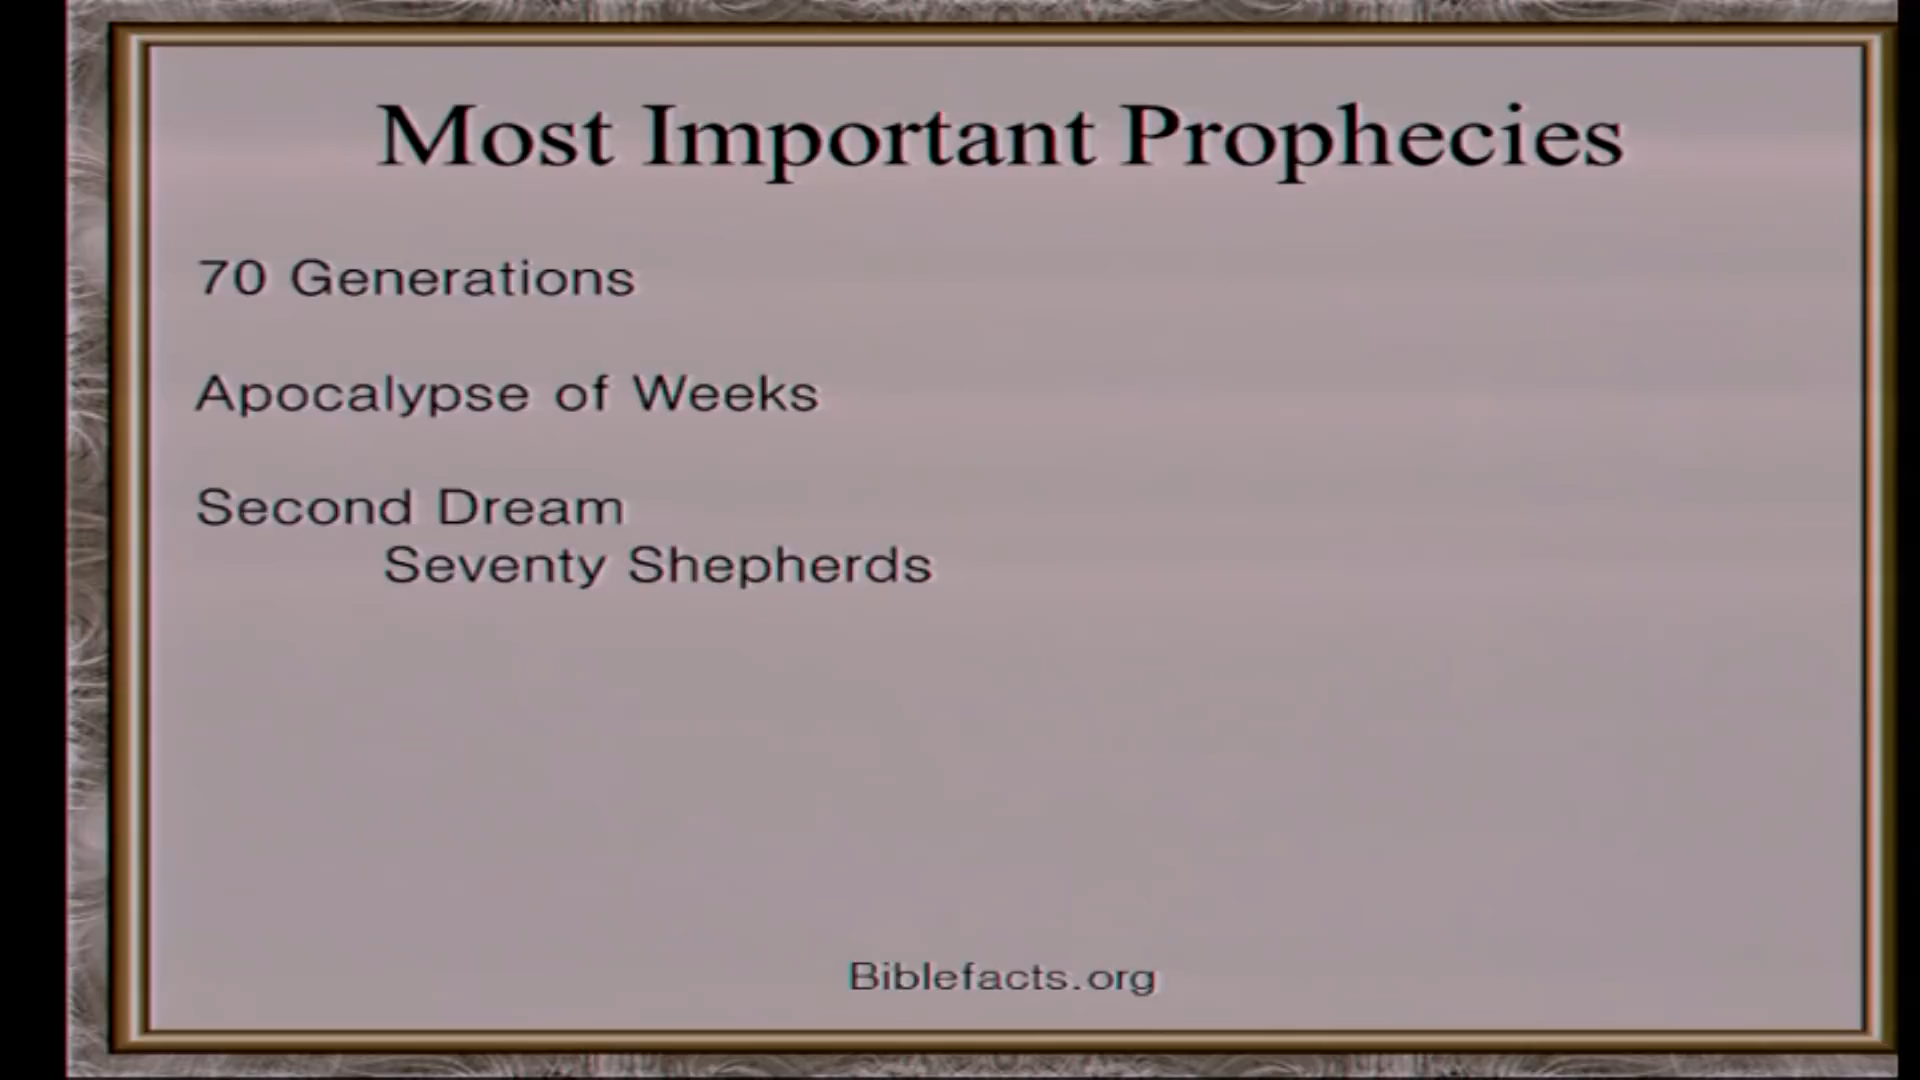 Most Important Prophecies
70 Generations
Apocalypse of Weeks
Second Dream
Seventy Shepherds
Biblefacts.org